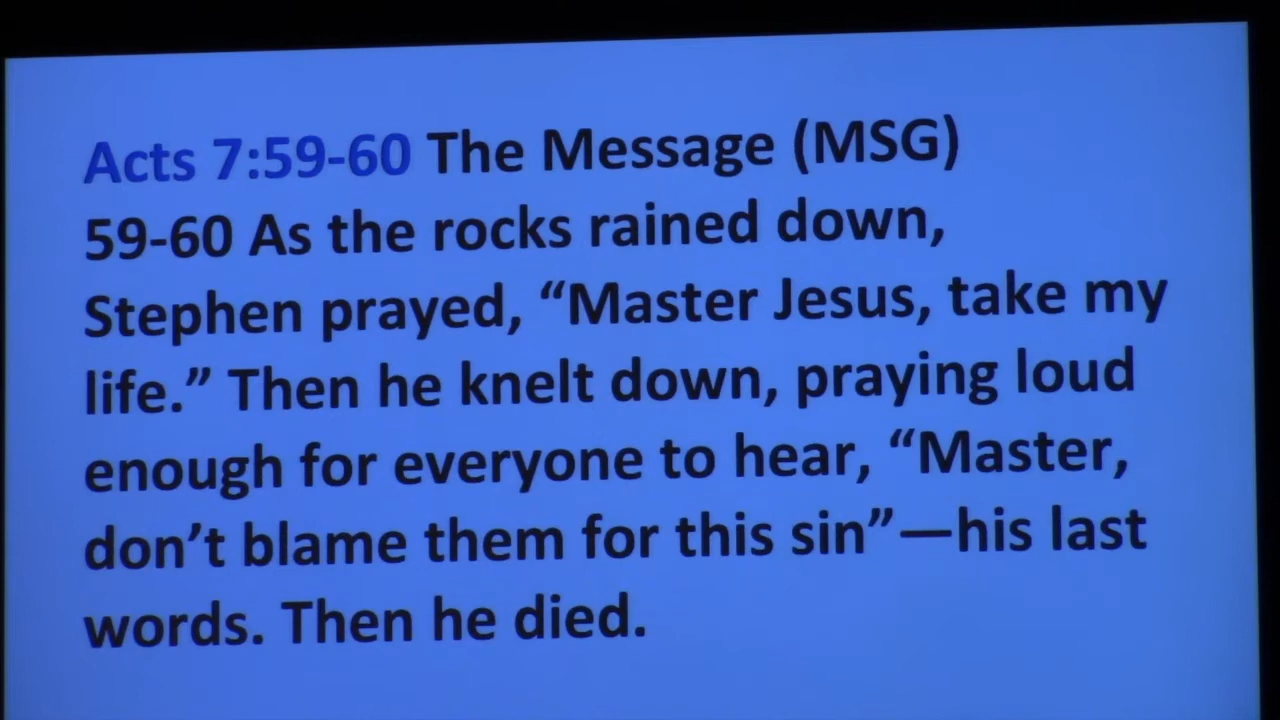 Acts 7:59-60 The Message (MSG)
59-60 As the rocks rained down,
Stephen prayed, “Master Jesus, take my
life.” Then he knelt down, praying loud
enough for everyone to hear, “Master,
don’t blame them for this sin”—his last
words. Then he died.